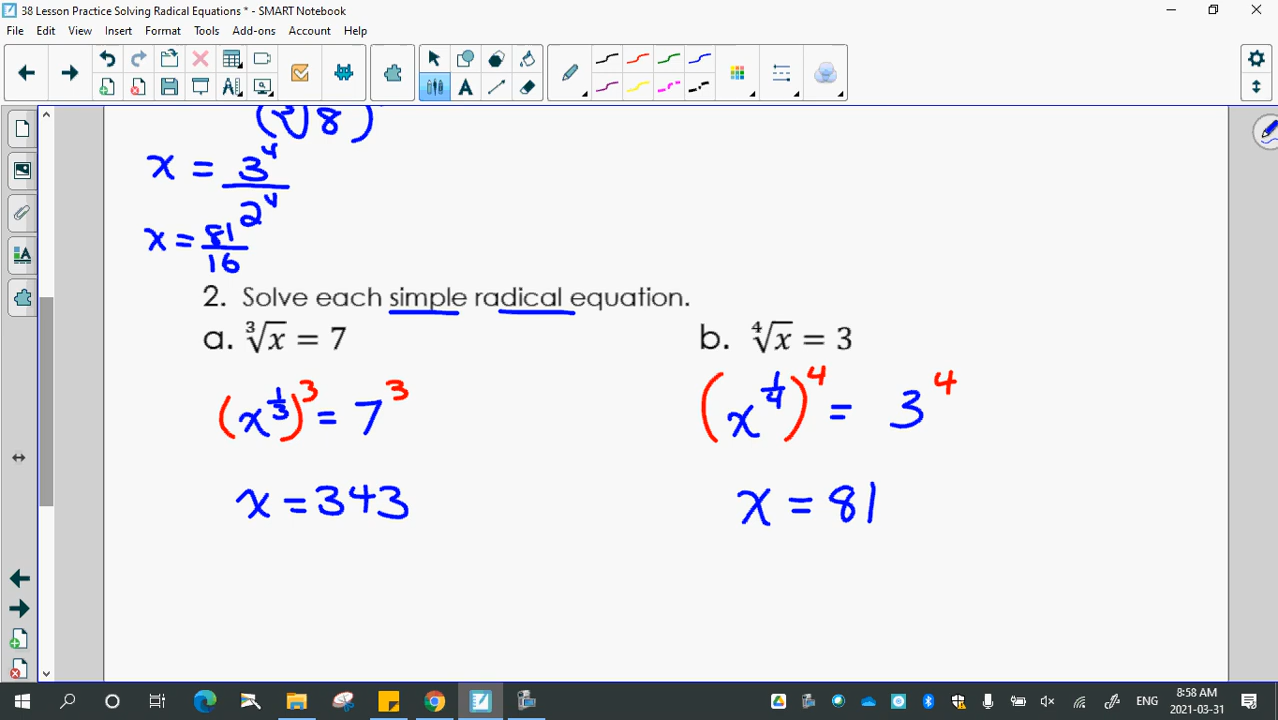 38 Lesson Practice Solving Radical Equations * - SMART Notebook
File Edit View Insert Format Tools Add-ons Account Help
(∛8)
x = 3⁴/2⁴
x = 81/16
2. Solve each simple radical equation.
a. ∛x = 7
b. ∜x = 3
(x^(1/3))³ = 7³
(x^(1/4))⁴ = 3⁴
x = 343
x = 81
ENG
8:58 AM
2021-03-31